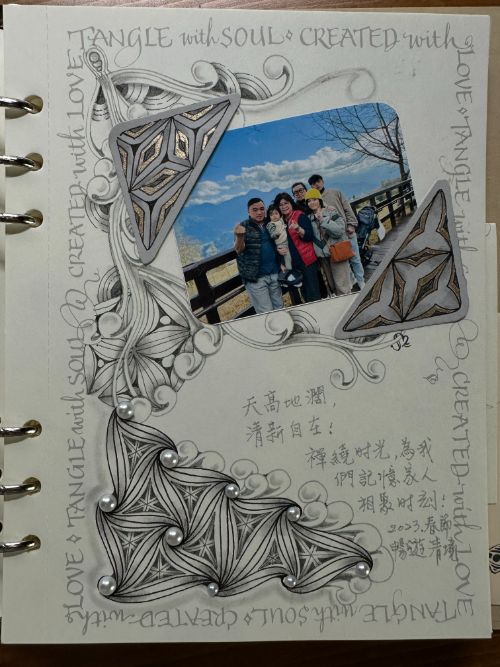 TANGLE with SOUL ◇ CREATED with LOVE ◇ TANGLE with SOUL
CREATED with LOVE
TANGLE with SOUL ◇ CREATED with LOVE
LOVE ◇ TANGLE with SOUL
CREATED with LOVE
天高地濶，
清新自在！
禪繞时光，為我
們記憶家人
相聚时刻！
2023.春節
暢遊清境